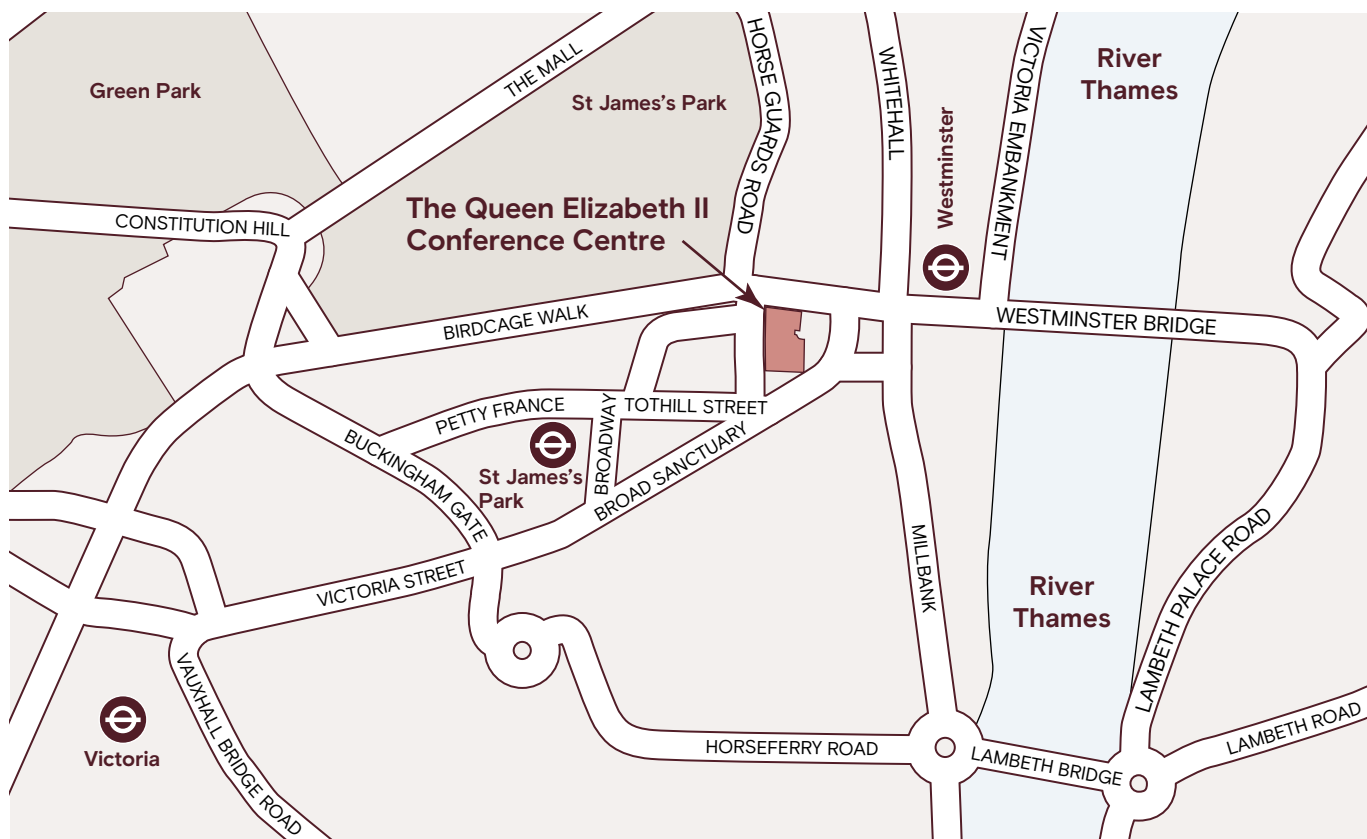 River
Thames
THE MALL
HORSE GUARDS ROAD
WHITEHALL
VICTORIA EMBANKMENT
Green Park
St James's Park
Westminster
The Queen Elizabeth II
Conference Centre
CONSTITUTION HILL
BIRDCAGE WALK
WESTMINSTER BRIDGE
PETTY FRANCE
TOTHILL STREET
BROADWAY
BUCKINGHAM GATE
St James's
Park
BROAD SANCTUARY
VICTORIA STREET
MILLBANK
River
Thames
LAMBETH PALACE ROAD
VAUXHALL BRIDGE ROAD
Victoria
HORSEFERRY ROAD
LAMBETH BRIDGE
LAMBETH ROAD